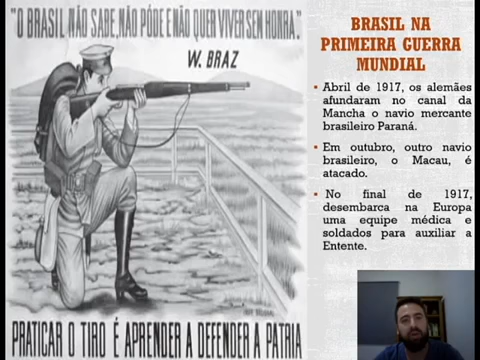 "O BRASIL NÃO SABE, NÃO PÓDE E NÃO QUER VIVER SEM HONRA."
W. BRAZ
PRATICAR O TIRO É APRENDER A DEFENDER A PATRIA
BRASIL NA
PRIMEIRA GUERRA
MUNDIAL
▪ Abril de 1917, os alemães
afundaram no canal da
Mancha o navio mercante
brasileiro Paraná.
▪ Em outubro, outro navio
brasileiro, o Macau, é
atacado.
▪ No final de 1917,
desembarca na Europa
uma equipe médica e
soldados para auxiliar a
Entente.